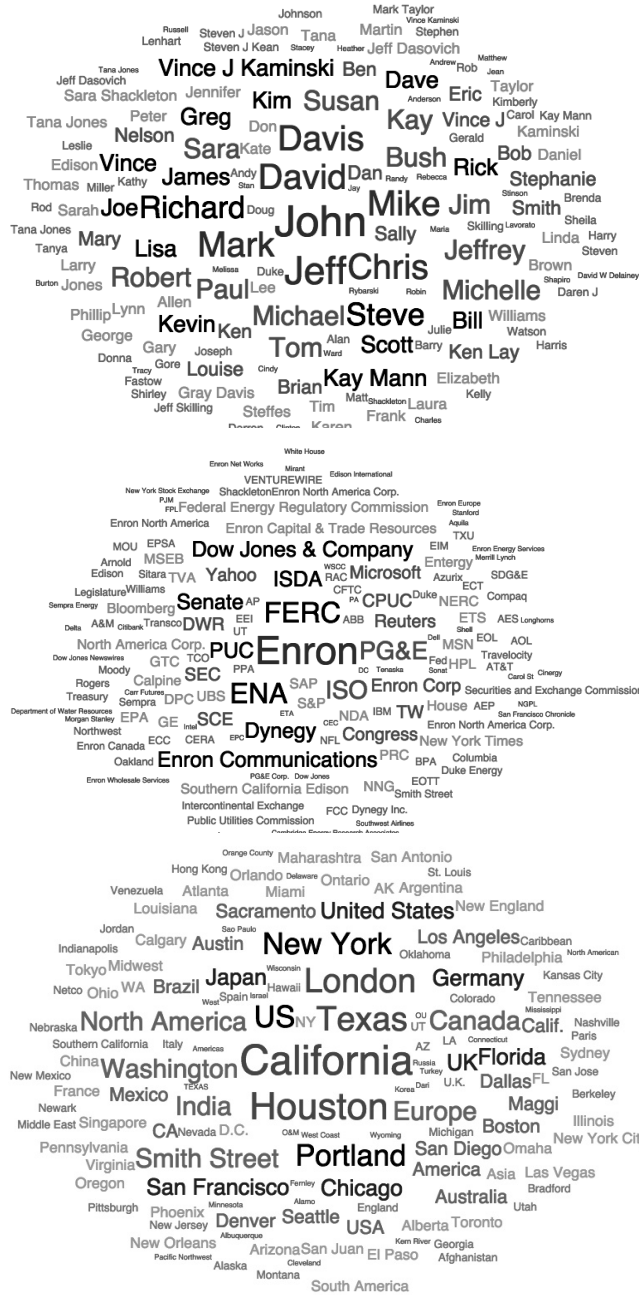 Johnson Mark Taylor
Russell Steven J Jason Tana Martin Vince Kaminski Stephen
Lenhart Steven J Kean Stacey Heather Jeff Dasovich
Tana Jones Vince J Kaminski Ben Dave Andrew Rob Matthew Jean
Jeff Dasovich Sara Shackleton Jennifer Kim Susan Anderson Eric Taylor Kimberly
Tana Jones Peter Greg Don Davis Kay Vince J Carol Kay Mann
Nelson Gerald Kaminski
Leslie Sara Kate Bush Bob Daniel
Edison Vince James Andy David Dan Randy Rebecca Rick Stephanie
Thomas Miller Kathy Stan Jay Stinson Brenda
Rod Sarah Joe Richard Doug John Mike Jim Smith Sheila
Tana Jones Mary Lisa Mark Sally Maria Skilling Lavorato Linda Harry
Tanya Jeffrey Steven
Larry Robert Melissa Duke Jeff Chris Brown Shapiro David W Delainey
Burton Jones Paul Lee Rybarski Robin Michelle Daren J
Phillip Lynn Allen Michael Steve Bill Williams
George Kevin Ken Alan Julie Watson
Gary Joseph Tom Ward Scott Barry Ken Lay Harris
Donna Tracy Gore Louise Cindy Kay Mann Elizabeth
Fastow Brian Matt Kelly
Shirley Gray Davis Tim Shackleton Laura
Jeff Skilling Steffes Frank Charles
Darren Clinton Karen
White House
Enron Net Works Mirant Edison International
VENTUREWIRE
New York Stock Exchange Shackleton Enron North America Corp.
PJM Enron Europe
FPL Federal Energy Regulatory Commission Stanford
Enron North America Enron Capital & Trade Resources Aquila
TXU
MOU EPSA Dow Jones & Company EIM Enron Energy Services
Arnold MSEB WSCC Entergy Merrill Lynch
Edison Sitara TVA Yahoo ISDA RAC Microsoft Azurix SDG&E
Legislature Williams CFTC ECT
Sempra Energy Bloomberg Senate AP FERC PA CPUC Duke NERC Compaq
Delta A&M Citibank Transco DWR EEI ABB Reuters ETS AES Longhorns
UT Shell
North America Corp. PUC Enron PG&E Dell MSN EOL AOL
Dow Jones Newswires GTC TCO Fed HPL Travelocity
Moody Calpine SEC PPA DC Tenaska Sonat AT&T
Rogers Carr Futures ENA SAP ISO Enron Corp Carol St Cinergy
Treasury Sempra DPC UBS S&P Securities and Exchange Commission
Department of Water Resources House AEP NGPL
Morgan Stanley EPA GE Intel SCE ETA NDA IBM TW San Francisco Chronicle
Northwest EPC Dynegy CEC Congress Enron North America Corp.
Enron Canada ECC CERA NFL New York Times
Oakland Enron Communications PRC BPA Columbia
Duke Energy
Enron Wholesale Services PG&E Corp. Dow Jones EOTT
Southern California Edison NNG Smith Street
Intercontinental Exchange FCC Dynegy Inc.
Public Utilities Commission Southwest Airlines
Cambridge Energy Research Associates
Orange County Maharashtra San Antonio
Hong Kong Orlando Delaware Ontario St. Louis
Venezuela Atlanta Miami AK Argentina
Louisiana Sacramento United States New England
Jordan Calgary Austin Sao Paulo New York Los Angeles Caribbean
Indianapolis Oklahoma Philadelphia North American
Tokyo Midwest Japan Wisconsin London Germany Kansas City
Netco Ohio WA Brazil Hawaii Tennessee
West Spain Israel Colorado Mississippi
Nebraska North America US NY Texas OU UT Canada Calif. Nashville
Paris
Southern California Italy Americas California AZ LA Connecticut Sydney
China Washington Russia UK Florida
New Mexico Turkey San Jose
France Mexico TEXAS Korea Dari U.K. Dallas FL Berkeley
Newark India Houston Europe Maggi
Middle East Singapore Boston Illinois
CA Nevada D.C. O&M West Coast Wyoming Michigan New York Cit
Pennsylvania Smith Street Portland San Diego Omaha
Virginia America Asia Las Vegas
Oregon San Francisco Fernley Chicago Bradford
Pittsburgh Minnesota Alamo Australia Utah
Phoenix England
New Jersey Denver Seattle USA Alberta Toronto
New Orleans Albuquerque Kern River Georgia
Pacific Northwest Arizona San Juan El Paso Afghanistan
Alaska Cleveland
Montana
South America